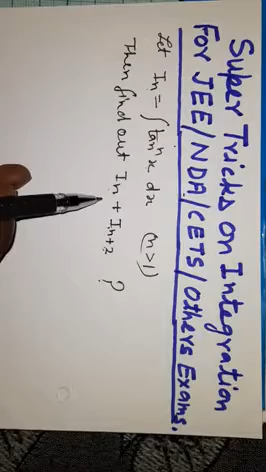 Super Tricks on Integration
For JEE/NDA/CETS/Others Exams.
Let In = ∫tanⁿx dx (n>1)
Then find out In + In+2 ?